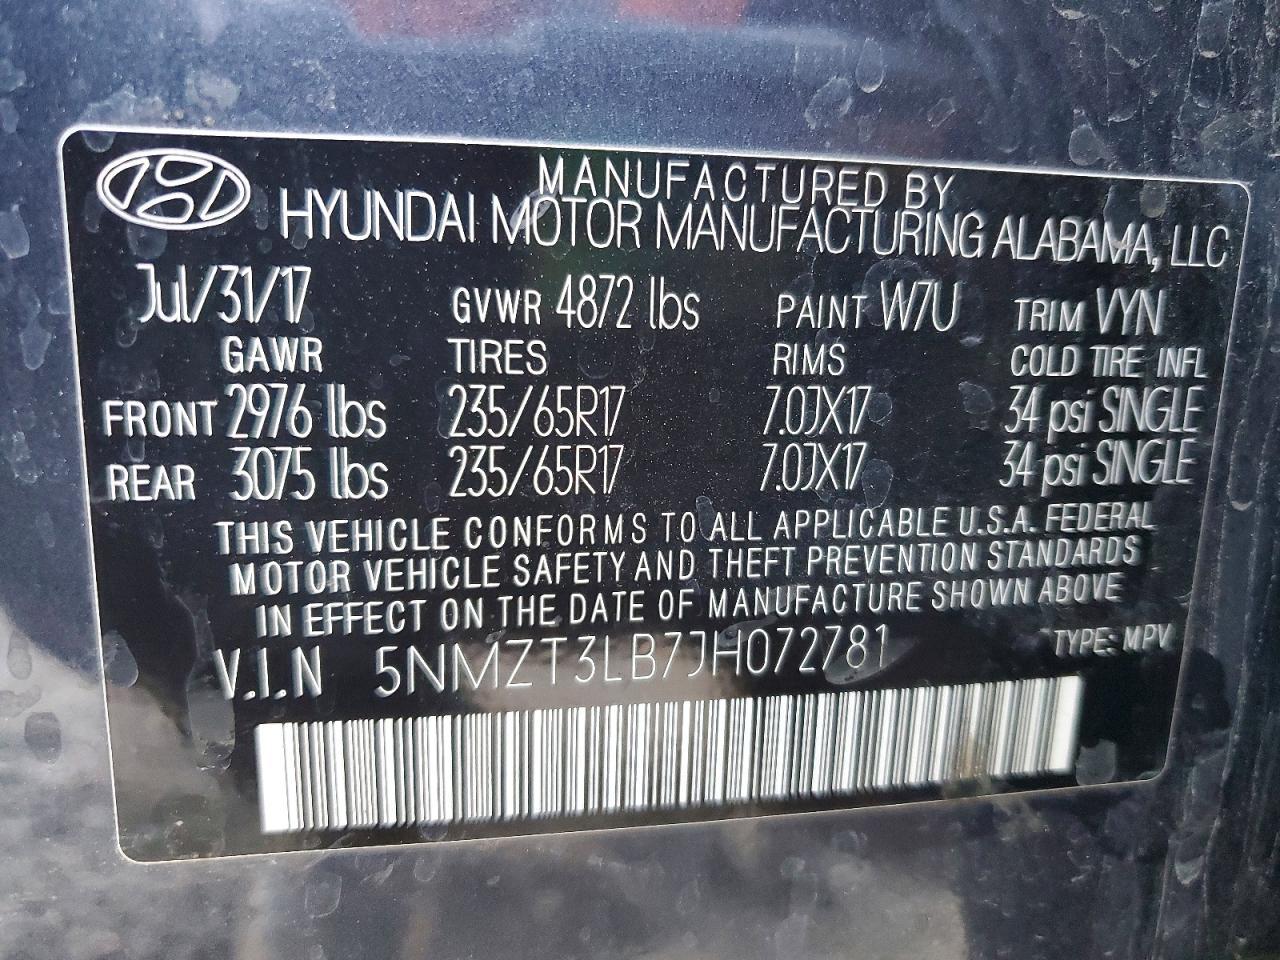 MANUFACTURED BY
HYUNDAI MOTOR MANUFACTURING ALABAMA, LLC
Jul/31/17 GVWR 4872 lbs PAINT W7U TRIM VYN
GAWR TIRES RIMS COLD TIRE INFL
FRONT 2976 lbs 235/65R17 7.0JX17 34 psi SINGLE
REAR 3075 lbs 235/65R17 7.0JX17 34 psi SINGLE
THIS VEHICLE CONFORMS TO ALL APPLICABLE U.S.A. FEDERAL
MOTOR VEHICLE SAFETY AND THEFT PREVENTION STANDARDS
IN EFFECT ON THE DATE OF MANUFACTURE SHOWN ABOVE
V.I.N 5NMZT3LB7JH072781 TYPE: MPV